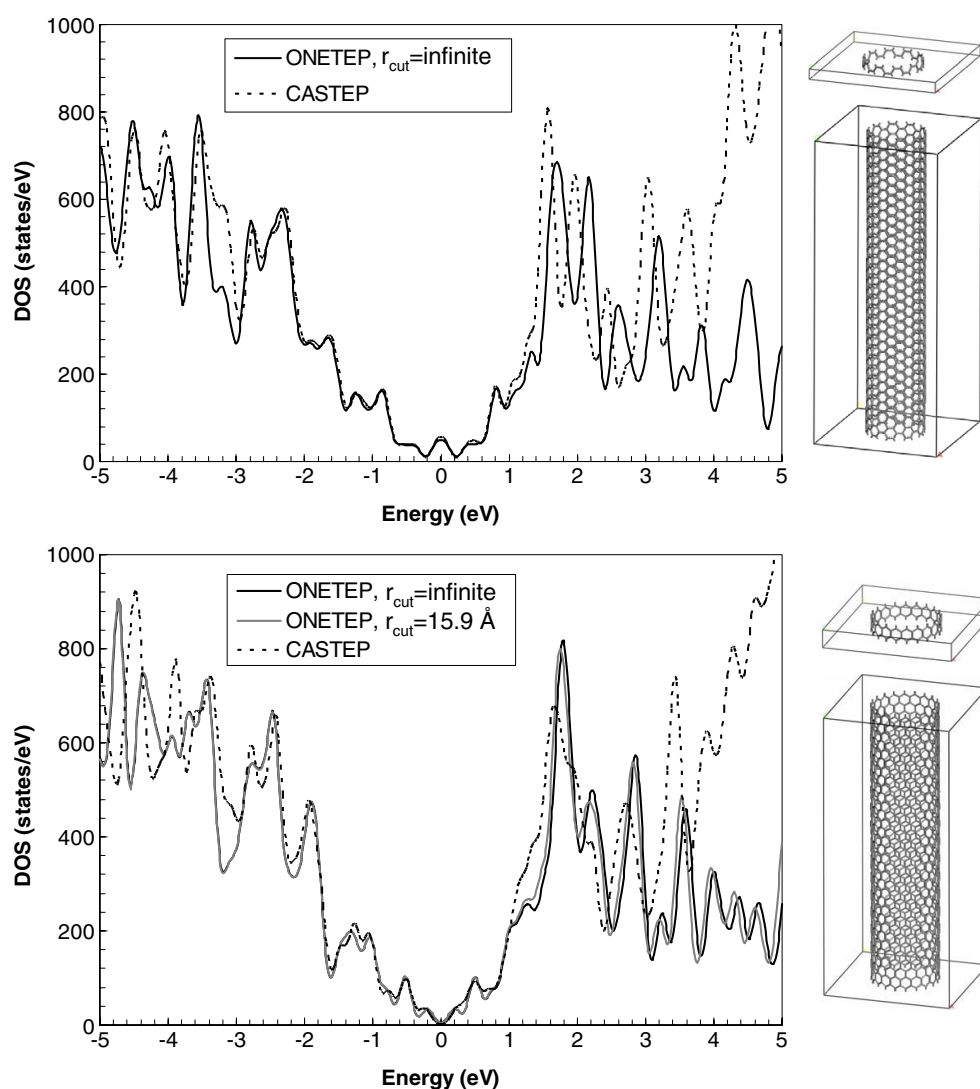 1000
800
600
400
200
0
DOS (states/eV)
ONETEP, rcut=infinite
CASTEP
-5 -4 -3 -2 -1 0 1 2 3 4 5
Energy (eV)
1000
800
600
400
200
0
DOS (states/eV)
ONETEP, rcut=infinite
ONETEP, rcut=15.9 Å
CASTEP
-5 -4 -3 -2 -1 0 1 2 3 4 5
Energy (eV)